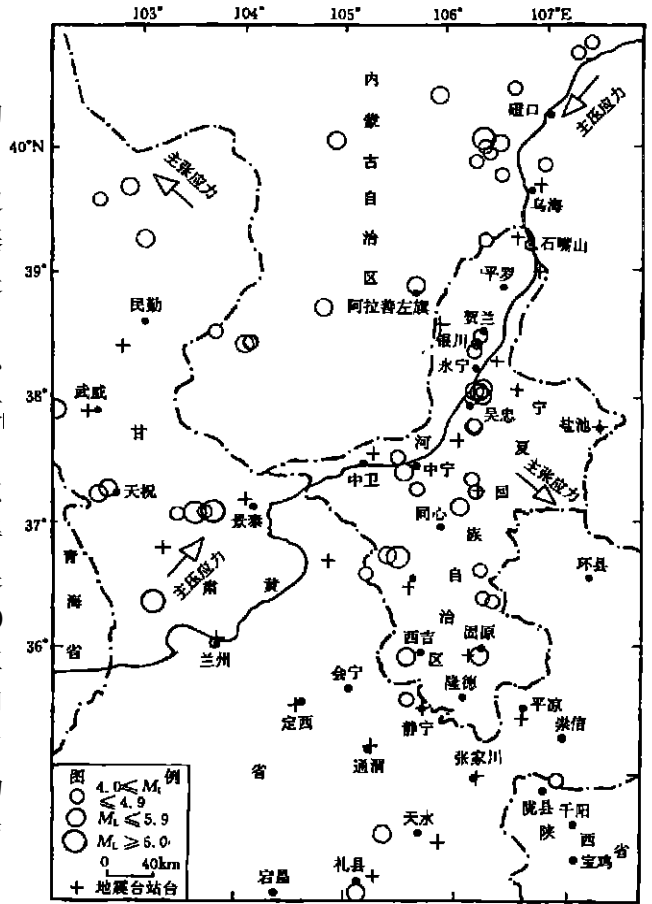 103° 104° 105° 106° 107°E
40°N
39°
38°
37°
36°
内蒙古自治区
磴口
主压应力
主张应力
乌海
石嘴山
平罗
阿拉善左旗
民勤
贺兰
银川
永宁
武威
吴忠
宁夏回族自治区
盐池
甘肃省
黄河
中卫
中宁
主张应力
天祝
景泰
同心
青海省
主压应力
环县
兰州
西吉
固原
会宁
隆德
定西
静宁
平凉
崇信
通渭
张家川
陇县
千阳
陕西省
宝鸡
天水
礼县
宕昌
图例
4.0≤ML
≤4.9
ML≤5.9
ML≥6.0
0 40km
+ 地震台站台
103° 104° 105° 106° 107°